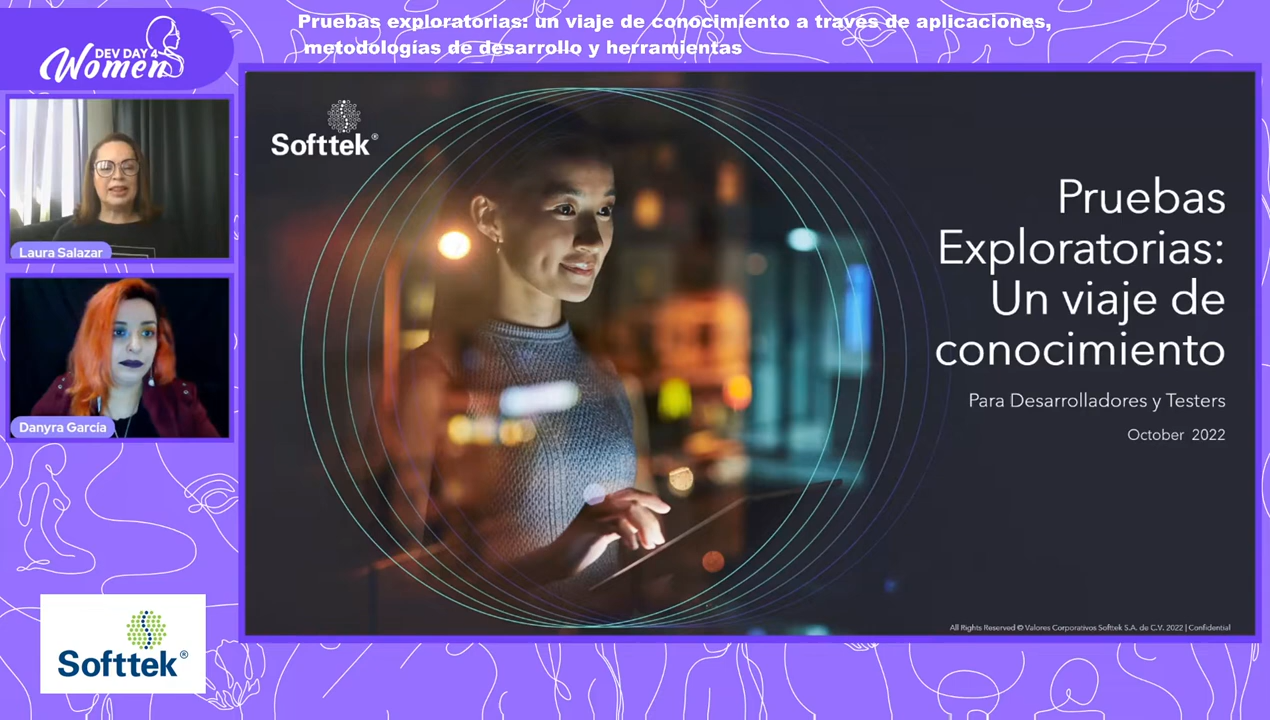 Pruebas exploratorias: un viaje de conocimiento a través de aplicaciones,
metodologías de desarrollo y herramientas
DEV DAY 4
Women
Laura Salazar
Danyra García
Softtek®
Softtek®
Pruebas
Exploratorias:
Un viaje de
conocimiento
Para Desarrolladores y Testers
October 2022
All Rights Reserved © Valores Corporativos Softtek S.A. de C.V. 2022 | Confidential